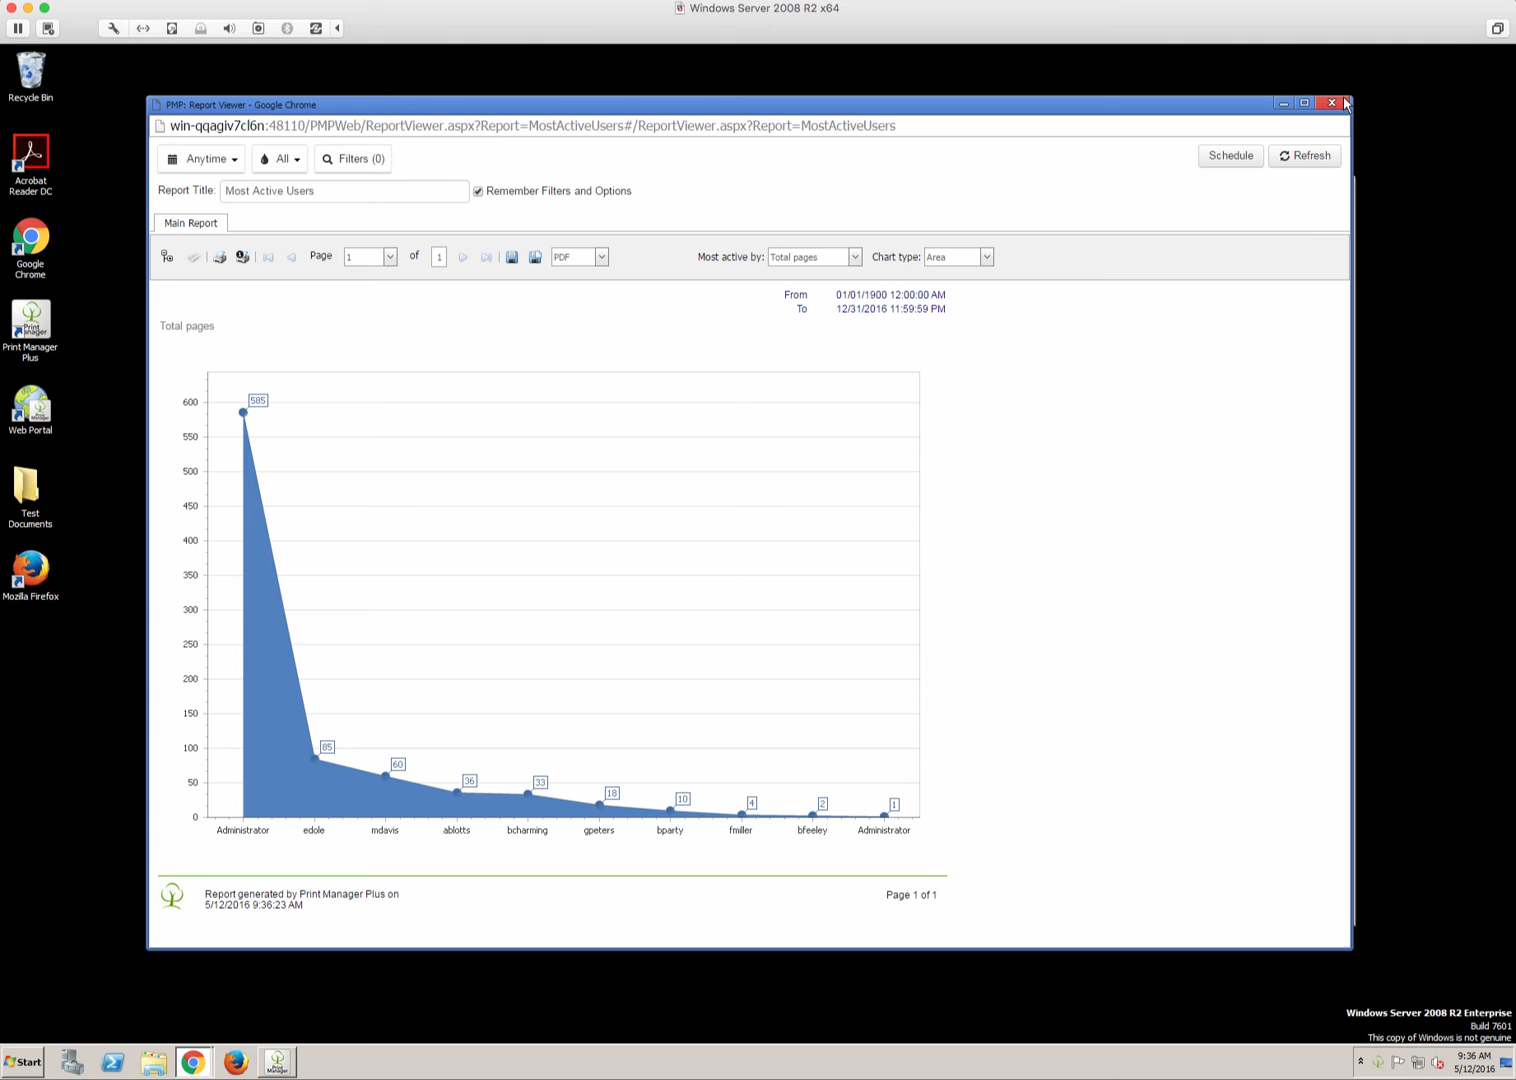 Windows Server 2008 R2 x64
Recycle Bin
Acrobat
Reader DC
Google
Chrome
Print
Manager
Print Manager
Plus
Web Portal
Test
Documents
Mozilla Firefox
PMP: Report Viewer - Google Chrome
win-qqagiv7cl6n:48110/PMPWeb/ReportViewer.aspx?Report=MostActiveUsers#/ReportViewer.aspx?Report=MostActiveUsers
Anytime All Filters (0) Schedule Refresh
Report Title: Most Active Users Remember Filters and Options
Main Report
Page 1 of 1 PDF Most active by: Total pages Chart type: Area
From 01/01/1900 12:00:00 AM
To 12/31/2016 11:59:59 PM
Total pages
600
550
500
450
400
350
300
250
200
150
100
50
0
585
85
60
36
33
18
10
4
2
1
Administrator edole mdavis ablotts bcharming gpeters bparty fmiller bfeeley Administrator
Report generated by Print Manager Plus on
5/12/2016 9:36:23 AM
Page 1 of 1
Windows Server 2008 R2 Enterprise
Build 7601
This copy of Windows is not genuine
Start
Print
Manager
9:36 AM
5/12/2016